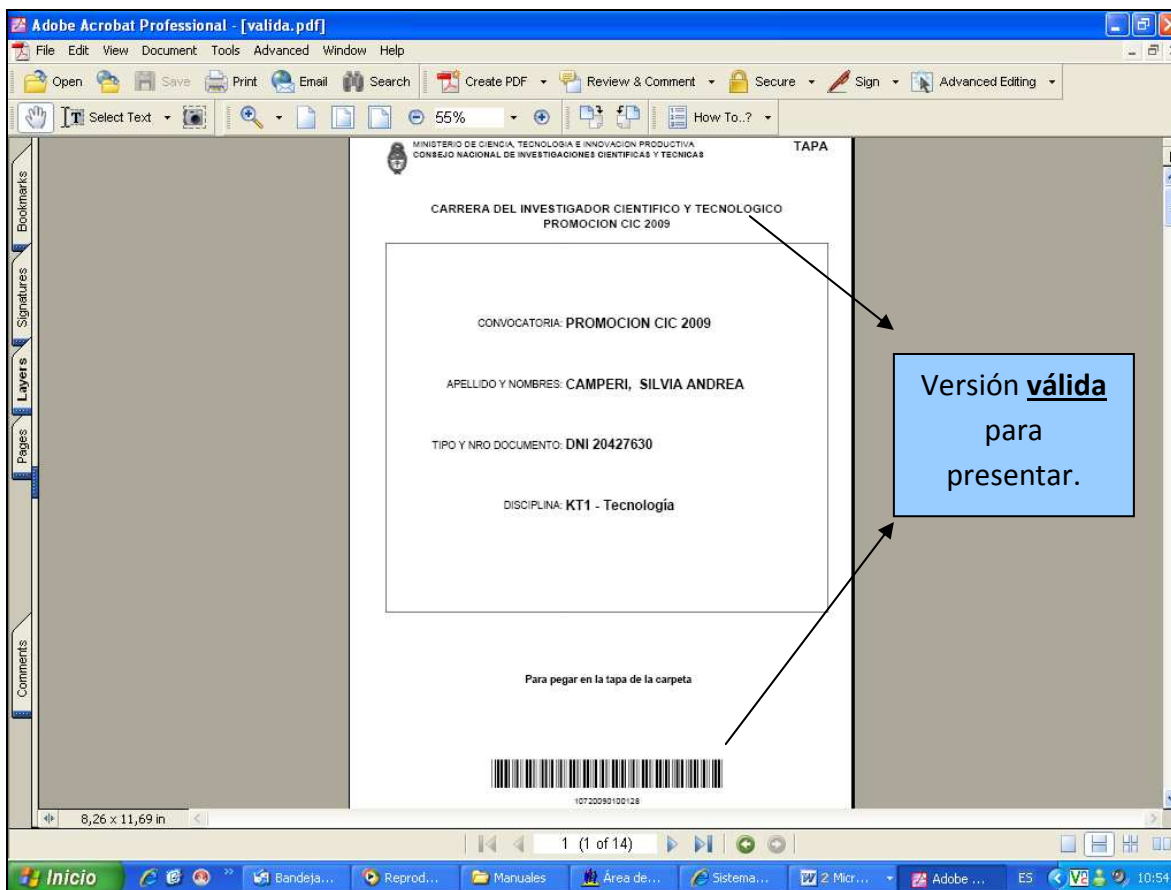 Adobe Acrobat Professional - [valida.pdf]
File Edit View Document Tools Advanced Window Help
Open Save Print Email Search Create PDF Review & Comment Secure Sign Advanced Editing
Select Text 55% How To..?
Bookmarks
Signatures
Layers
Pages
Comments
MINISTERIO DE CIENCIA, TECNOLOGIA E INNOVACION PRODUCTIVA
CONSEJO NACIONAL DE INVESTIGACIONES CIENTIFICAS Y TECNICAS
TAPA
CARRERA DEL INVESTIGADOR CIENTIFICO Y TECNOLOGICO
PROMOCION CIC 2009
CONVOCATORIA: PROMOCION CIC 2009
APELLIDO Y NOMBRES: CAMPERI, SILVIA ANDREA
TIPO Y NRO DOCUMENTO: DNI 20427630
DISCIPLINA: KT1 - Tecnología
Para pegar en la tapa de la carpeta
10720090100128
Versión válida
para
presentar.
8,26 x 11,69 in
1 (1 of 14)
Inicio Bandeja... Reprod... Manuales Área de... Sistema... 2 Micr... Adobe ... ES 10:54